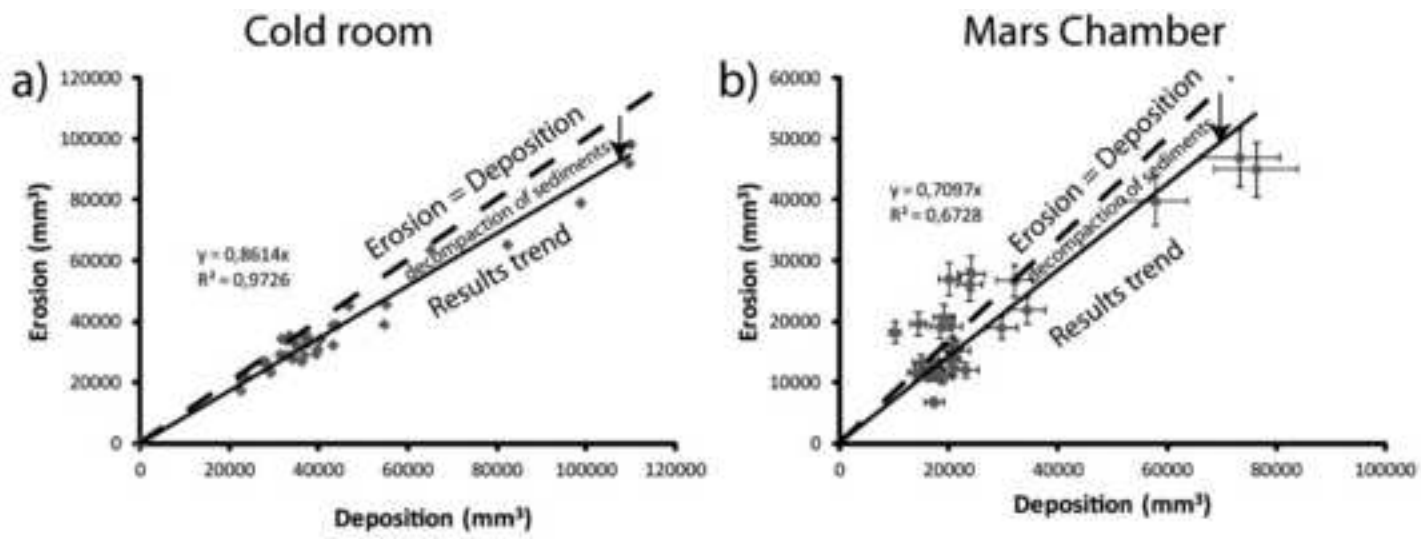 Cold room
a)
120000
100000
80000
60000
40000
20000
0
Erosion (mm³)
y = 0,8614x
R² = 0,9726
Erosion = Deposition
decompaction of sediments
Results trend
0 20000 40000 60000 80000 100000 120000
Deposition (mm³)
Mars Chamber
b)
60000
50000
40000
30000
20000
10000
0
Erosion (mm³)
y = 0,7097x
R² = 0,6728
Erosion = Deposition
decompaction of sediments
Results trend
0 20000 40000 60000 80000 100000
Deposition (mm³)